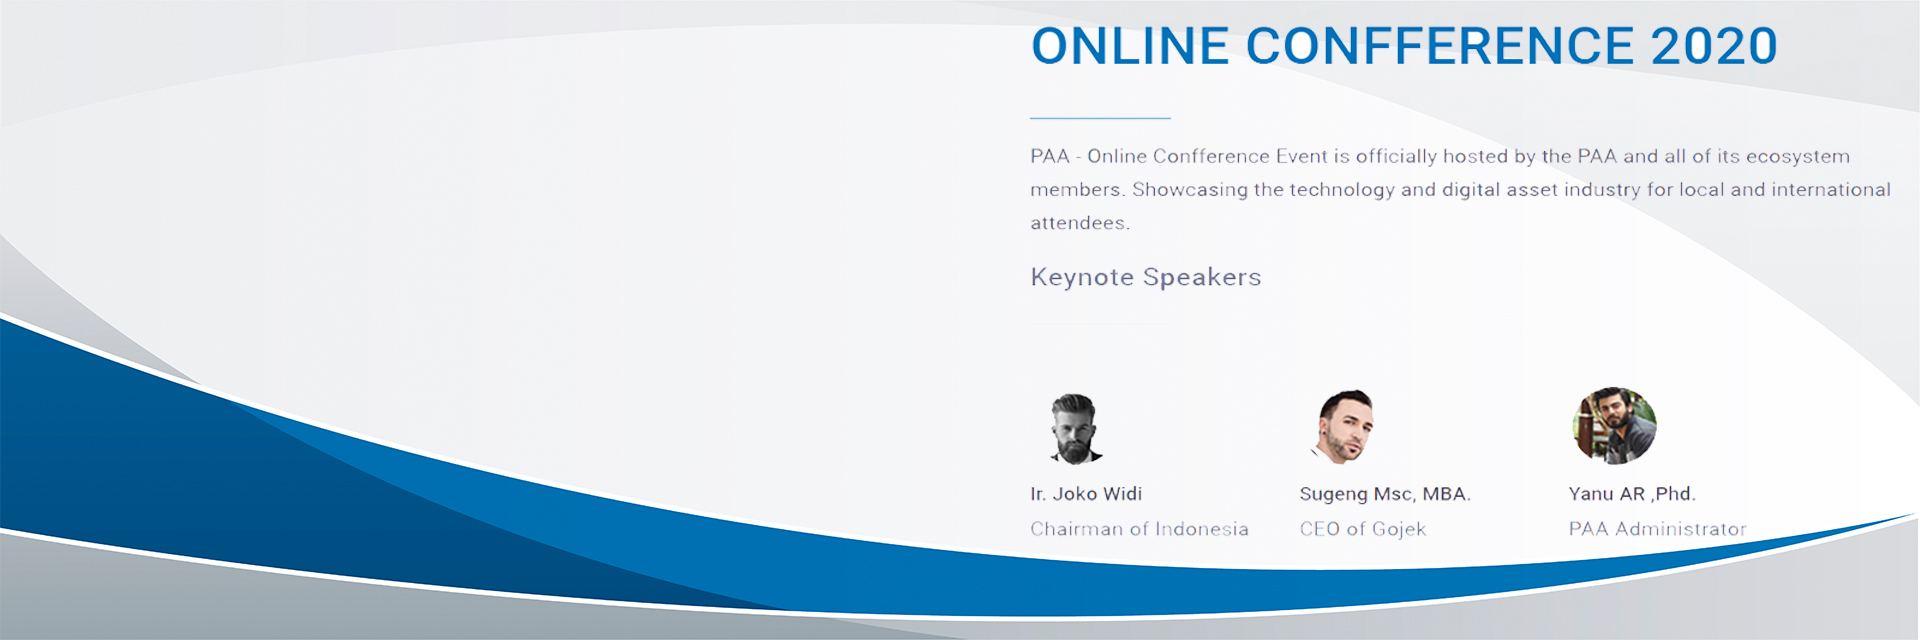 ONLINE CONFFERENCE 2020
PAA - Online Confference Event is officially hosted by the PAA and all of its ecosystem
members. Showcasing the technology and digital asset industry for local and international
attendees.
Keynote Speakers
Ir. Joko Widi
Chairman of Indonesia
Sugeng Msc, MBA.
CEO of Gojek
Yanu AR ,Phd.
PAA Administrator